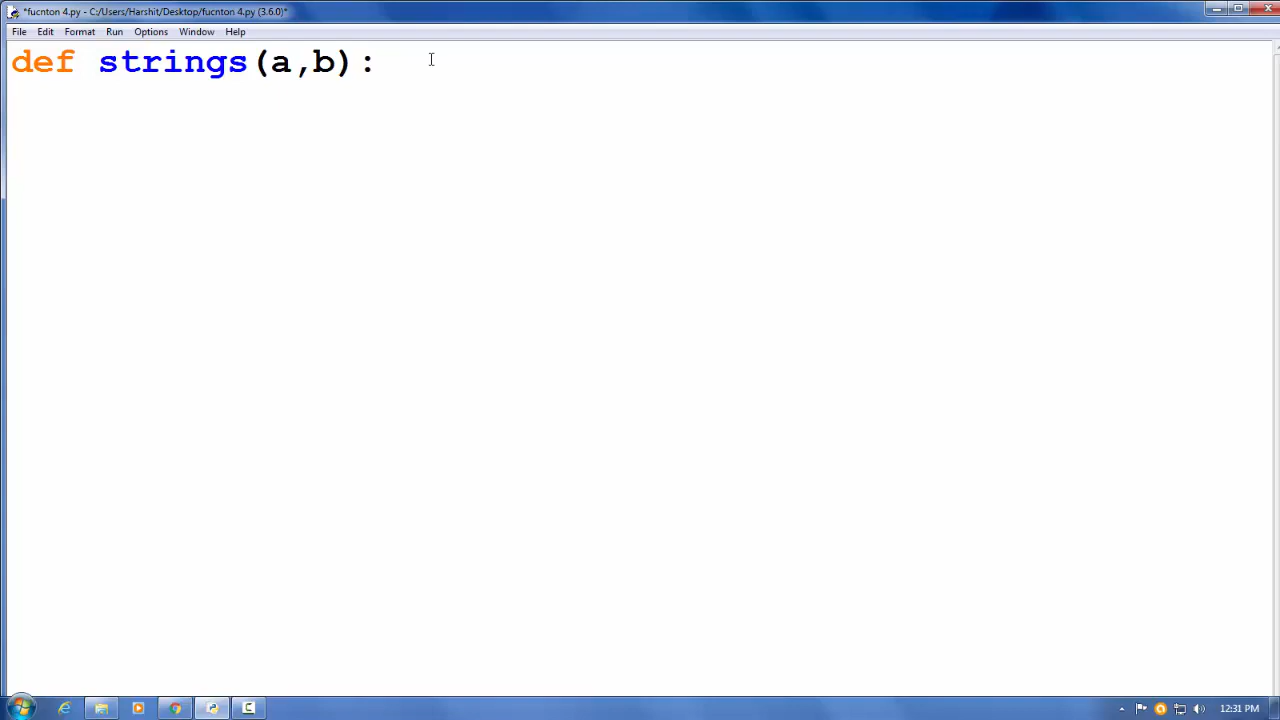 *fucnton 4.py - C:/Users/Harshit/Desktop/fucnton 4.py (3.6.0)*
File Edit Format Run Options Window Help
def strings(a,b):
12:31 PM